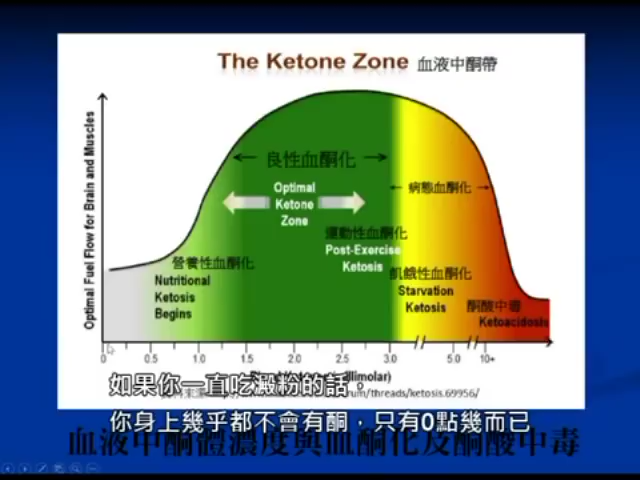 The Ketone Zone 血液中酮帶
Optimal Fuel Flow for Brain and Muscles
良性血酮化
Optimal
Ketone
Zone
病態血酮化
運動性血酮化
Post-Exercise
Ketosis
營養性血酮化
Nutritional
Ketosis
Begins
飢餓性血酮化
Starvation
Ketosis
酮酸中毒
Ketoacidosis
0 0.5 1.0 1.5 2.0 2.5 3.0 5.0 10+
如果你一直吃澱粉的話，
rum/threads/ketosis.69956/
你身上幾乎都不會有酮，只有0點幾而已
血液中酮體濃度與血酮化及酮酸中毒